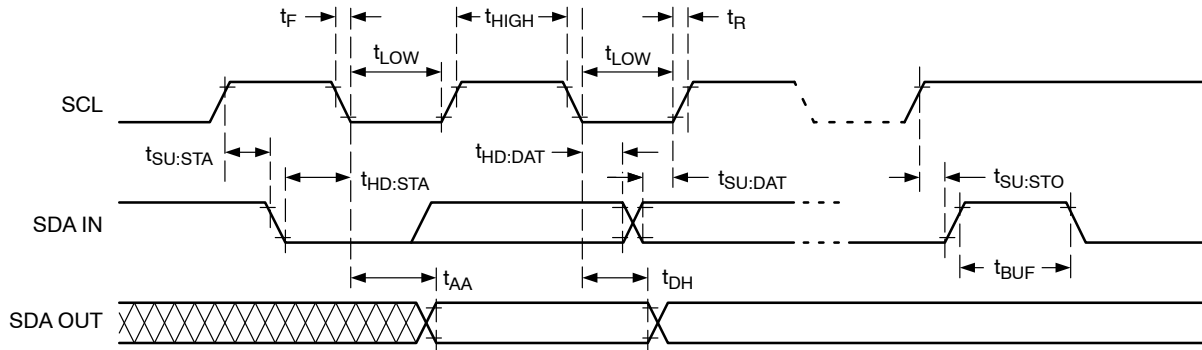 tF
tHIGH
tR
tLOW
tLOW
SCL
tSU:STA
tHD:STA
tHD:DAT
tSU:DAT
tSU:STO
SDA IN
tBUF
tAA
tDH
SDA OUT